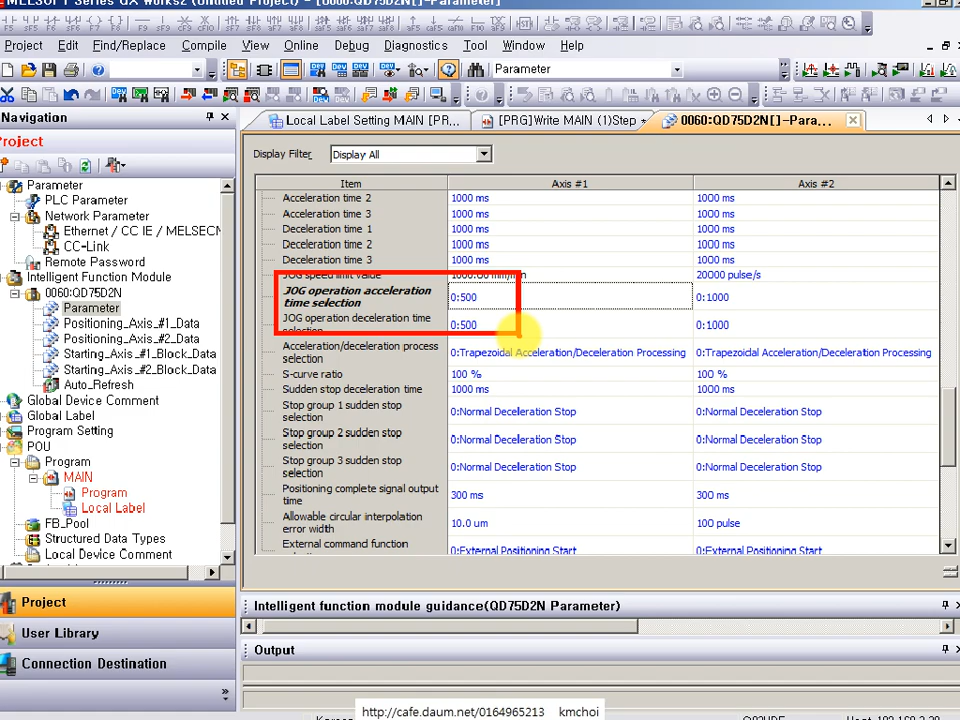 MELSOFT Series GX Works2 (Untitled Project) - [0060:QD75D2N[]-Parameter]
Project Edit Find/Replace Compile View Online Debug Diagnostics Tool Window Help
Parameter
Navigation
Local Label Setting MAIN [PR...
[PRG]Write MAIN (1)Step *
0060:QD75D2N[]-Para...
Project
Display Filter
Display All
Parameter
PLC Parameter
Network Parameter
Ethernet / CC IE / MELSECN
CC-Link
Remote Password
Intelligent Function Module
0060:QD75D2N
Parameter
Positioning_Axis_#1_Data
Positioning_Axis_#2_Data
Starting_Axis_#1_Block_Data
Starting_Axis_#2_Block_Data
Auto_Refresh
Global Device Comment
Global Label
Program Setting
POU
Program
MAIN
Program
Local Label
FB_Pool
Structured Data Types
Local Device Comment
Project
User Library
Connection Destination
Item Axis #1 Axis #2
Acceleration time 2 1000 ms 1000 ms
Acceleration time 3 1000 ms 1000 ms
Deceleration time 1 1000 ms 1000 ms
Deceleration time 2 1000 ms 1000 ms
Deceleration time 3 1000 ms 1000 ms
JOG speed limit value 1000.00 mm/min 20000 pulse/s
JOG operation acceleration
time selection 0:500 0:1000
JOG operation deceleration time
selection 0:500 0:1000
Acceleration/deceleration process
selection 0:Trapezoidal Acceleration/Deceleration Processing 0:Trapezoidal Acceleration/Deceleration Processing
S-curve ratio 100 % 100 %
Sudden stop deceleration time 1000 ms 1000 ms
Stop group 1 sudden stop
selection 0:Normal Deceleration Stop 0:Normal Deceleration Stop
Stop group 2 sudden stop
selection 0:Normal Deceleration Stop 0:Normal Deceleration Stop
Stop group 3 sudden stop
selection 0:Normal Deceleration Stop 0:Normal Deceleration Stop
Positioning complete signal output
time 300 ms 300 ms
Allowable circular interpolation
error width 10.0 um 100 pulse
External command function
0:External Positioning Start 0:External Positioning Start
Intelligent function module guidance(QD75D2N Parameter)
Output
http://cafe.daum.net/0164965213 kmchoi